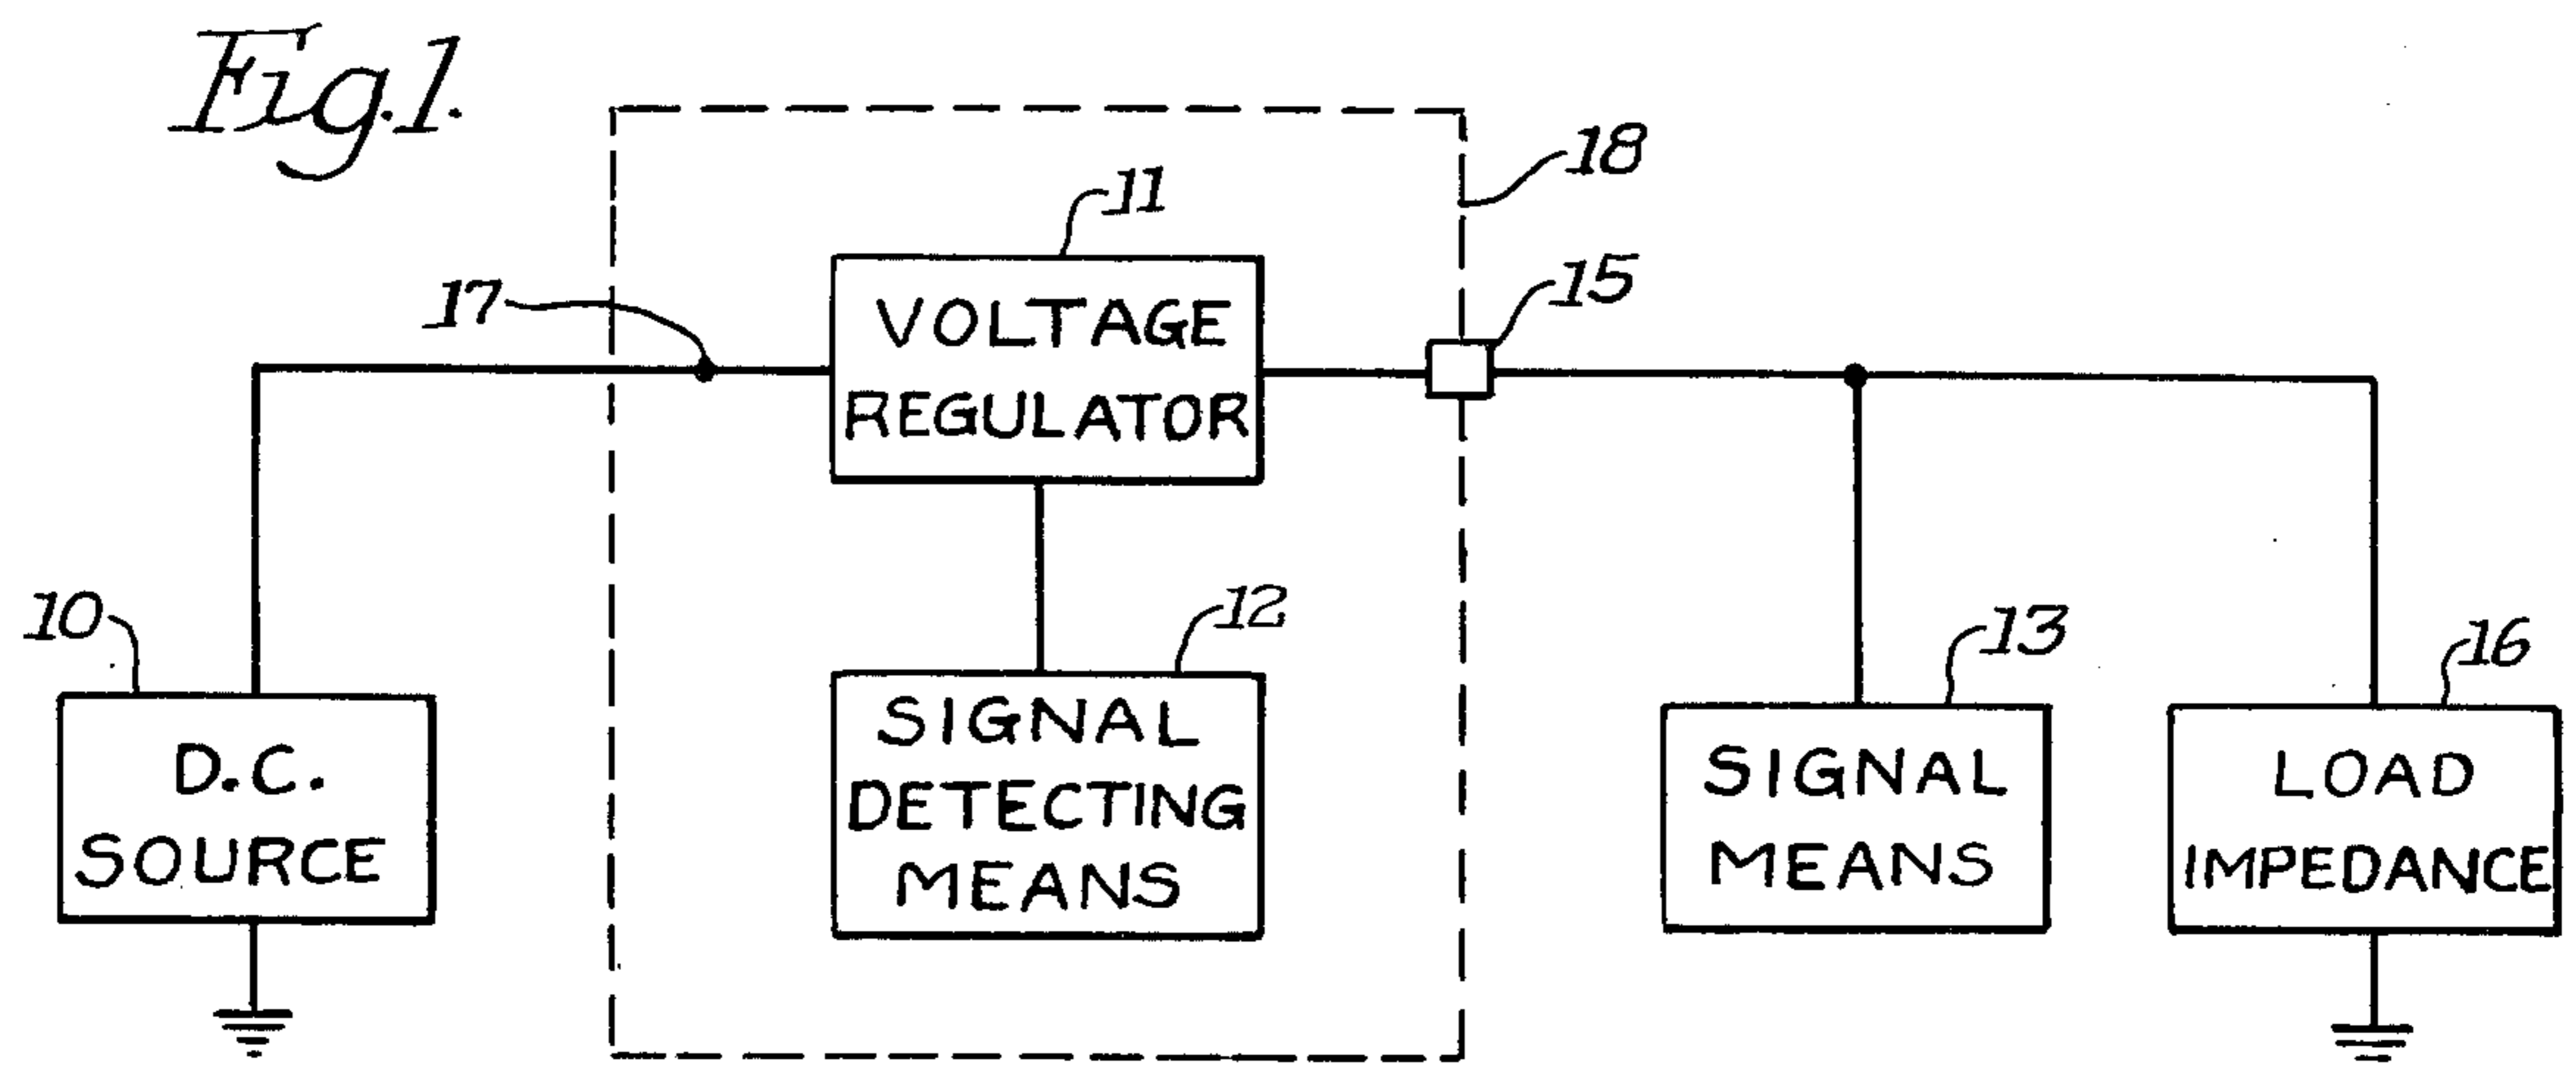 Fig.1.
18
11
17
15
VOLTAGE
REGULATOR
10
12
13
16
D.C.
SOURCE
SIGNAL
DETECTING
MEANS
SIGNAL
MEANS
LOAD
IMPEDANCE